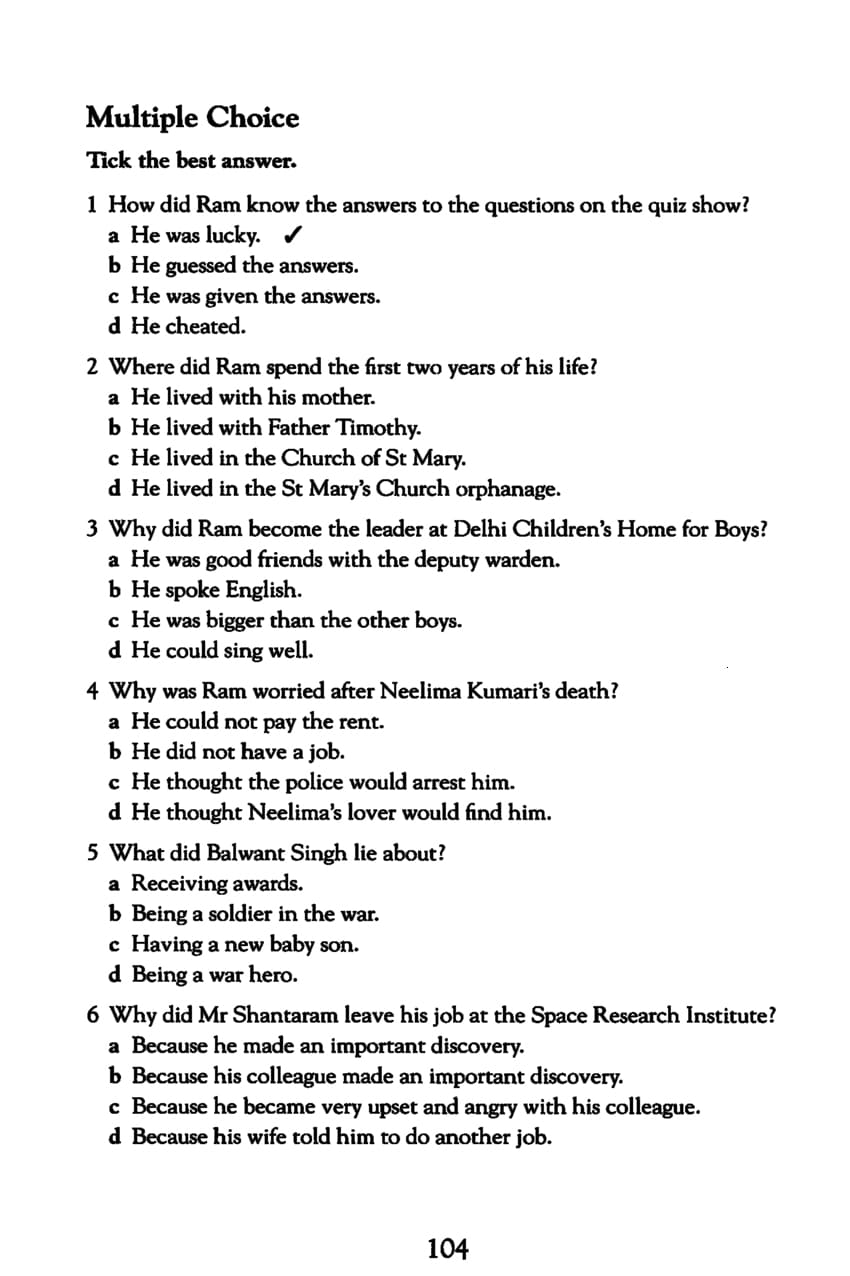 Multiple Choice
Tick the best answer.
1 How did Ram know the answers to the questions on the quiz show?
a He was lucky. ✓
b He guessed the answers.
c He was given the answers.
d He cheated.
2 Where did Ram spend the first two years of his life?
a He lived with his mother.
b He lived with Father Timothy.
c He lived in the Church of St Mary.
d He lived in the St Mary's Church orphanage.
3 Why did Ram become the leader at Delhi Children's Home for Boys?
a He was good friends with the deputy warden.
b He spoke English.
c He was bigger than the other boys.
d He could sing well.
4 Why was Ram worried after Neelima Kumari's death?
a He could not pay the rent.
b He did not have a job.
c He thought the police would arrest him.
d He thought Neelima's lover would find him.
5 What did Balwant Singh lie about?
a Receiving awards.
b Being a soldier in the war.
c Having a new baby son.
d Being a war hero.
6 Why did Mr Shantaram leave his job at the Space Research Institute?
a Because he made an important discovery.
b Because his colleague made an important discovery.
c Because he became very upset and angry with his colleague.
d Because his wife told him to do another job.
104